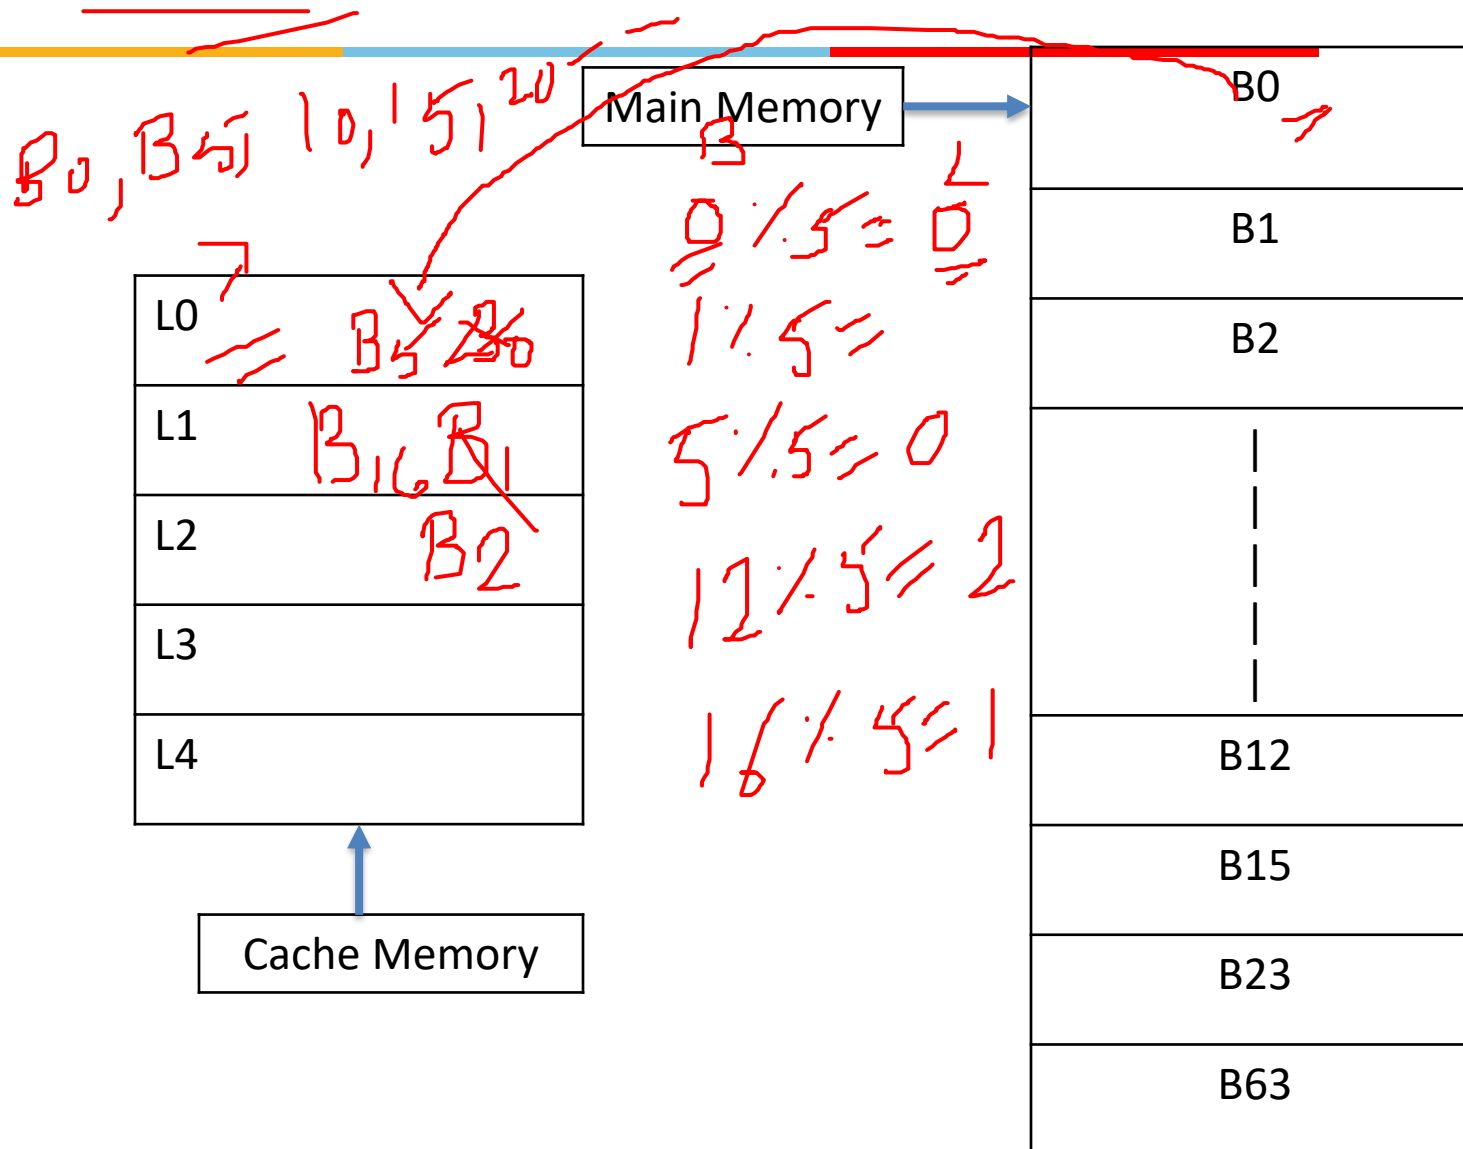 B0, B5, 10, 15, 20
Main Memory
B L
0 % 5 = 0
1 % 5 =
5 % 5 = 0
12 % 5 = 2
16 % 5 = 1
L0 B5 B0
L1 B16 B1
L2 B2
L3
L4
Cache Memory
B0
B1
B2
B12
B15
B23
B63